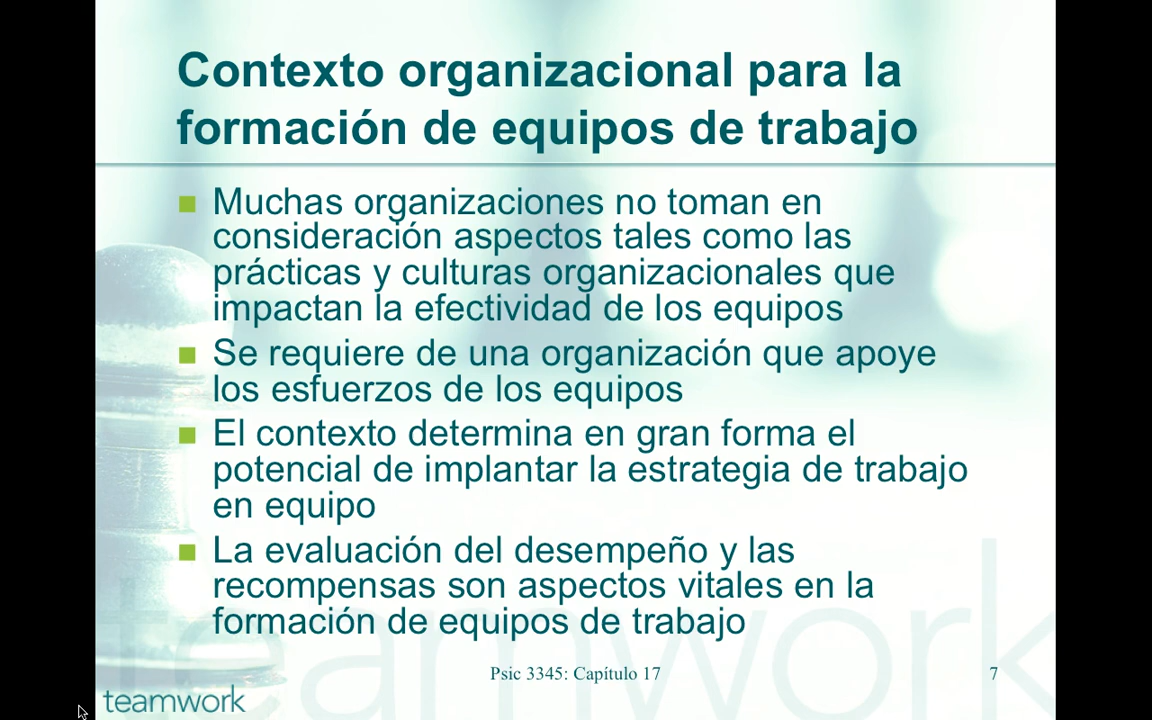 Contexto organizacional para la
formación de equipos de trabajo
Muchas organizaciones no toman en
consideración aspectos tales como las
prácticas y culturas organizacionales que
impactan la efectividad de los equipos
Se requiere de una organización que apoye
los esfuerzos de los equipos
El contexto determina en gran forma el
potencial de implantar la estrategia de trabajo
en equipo
La evaluación del desempeño y las
recompensas son aspectos vitales en la
formación de equipos de trabajo
teamwork
Psic 3345: Capítulo 17
7
teamwork